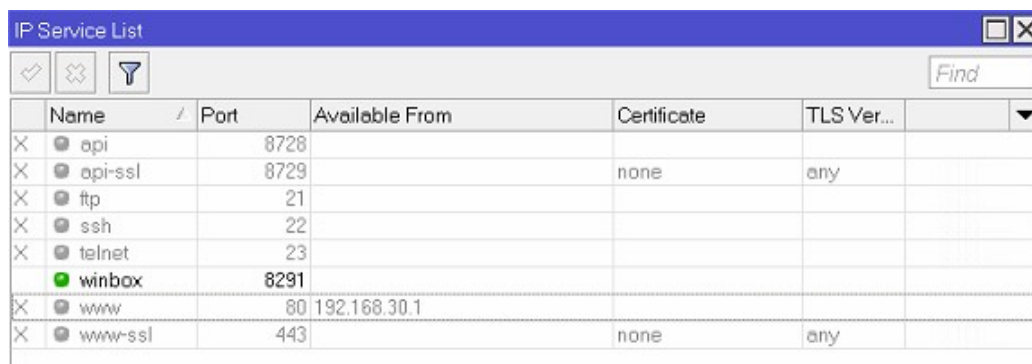 IP Service List
Find
Name Port Available From Certificate TLS Ver...
X api 8728
X api-ssl 8729 none any
X ftp 21
X ssh 22
X telnet 23
winbox 8291
X www 80 192.168.30.1
X www-ssl 443 none any